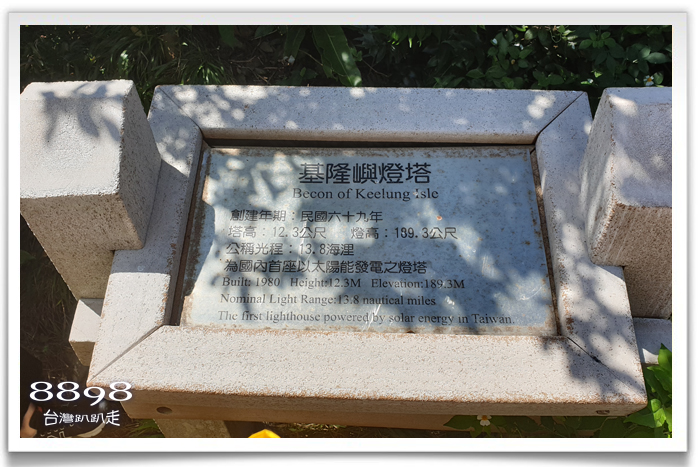 基隆嶼燈塔
Becon of Keelung Isle
創建年期：民國六十九年
塔高：12.3公尺 燈高：189.3公尺
公稱光程：13.8海浬
為國內首座以太陽能發電之燈塔
Built: 1980 Height:12.3M Elevation:189.3M
Nominal Light Range:13.8 nautical miles
The first lighthouse powered by solar energy in Taiwan.
8898
台灣趴趴走